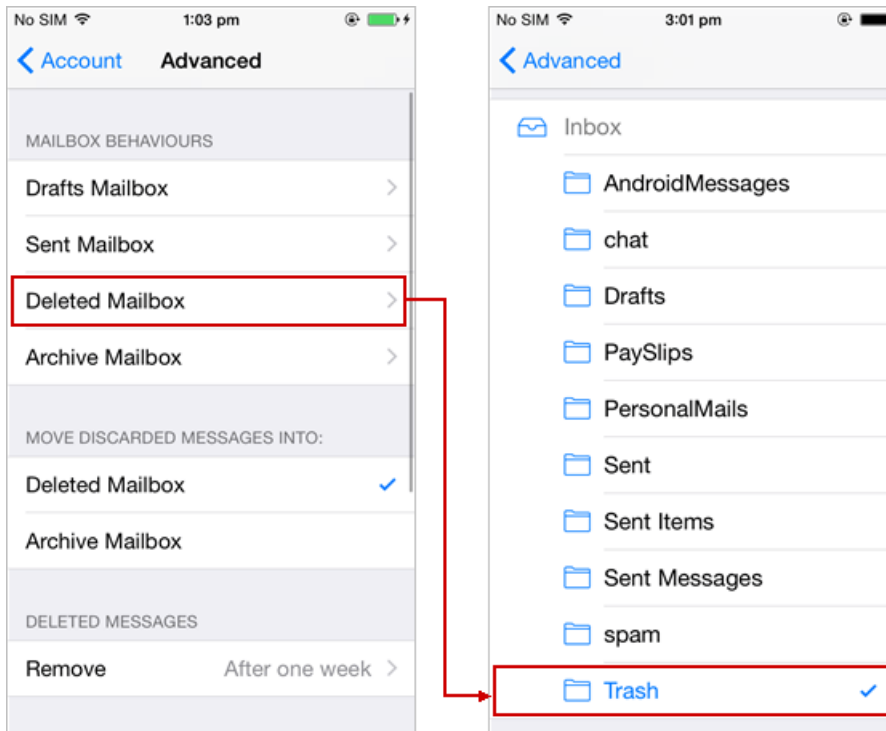 No SIM 1:03 pm
Account Advanced
MAILBOX BEHAVIOURS
Drafts Mailbox
Sent Mailbox
Deleted Mailbox
Archive Mailbox
MOVE DISCARDED MESSAGES INTO:
Deleted Mailbox
Archive Mailbox
DELETED MESSAGES
Remove After one week
No SIM 3:01 pm
Advanced
Inbox
AndroidMessages
chat
Drafts
PaySlips
PersonalMails
Sent
Sent Items
Sent Messages
spam
Trash